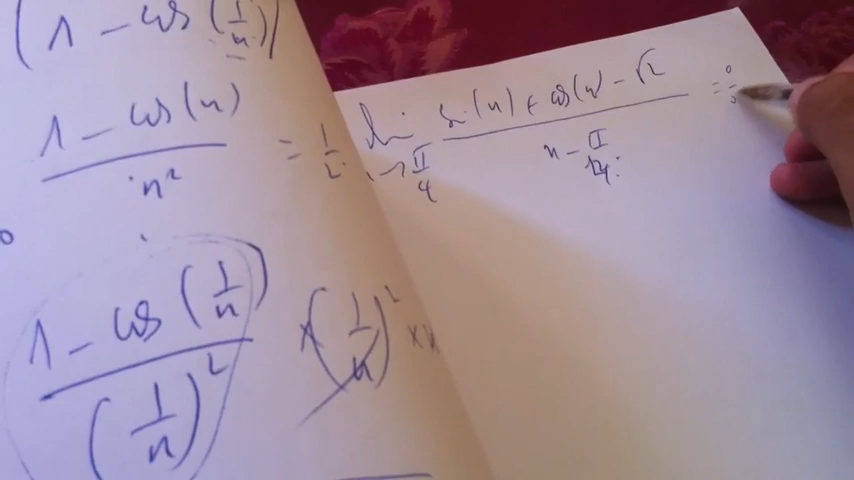 (1 - cos (1/n))
(1 - cos(x))/x² = 1/2
(1 - cos(1/n))/(1/n)² × (1/n)² ×
lim x→π/4 (sin(x) + cos(x) - √2)/(x - π/4) = 0/0